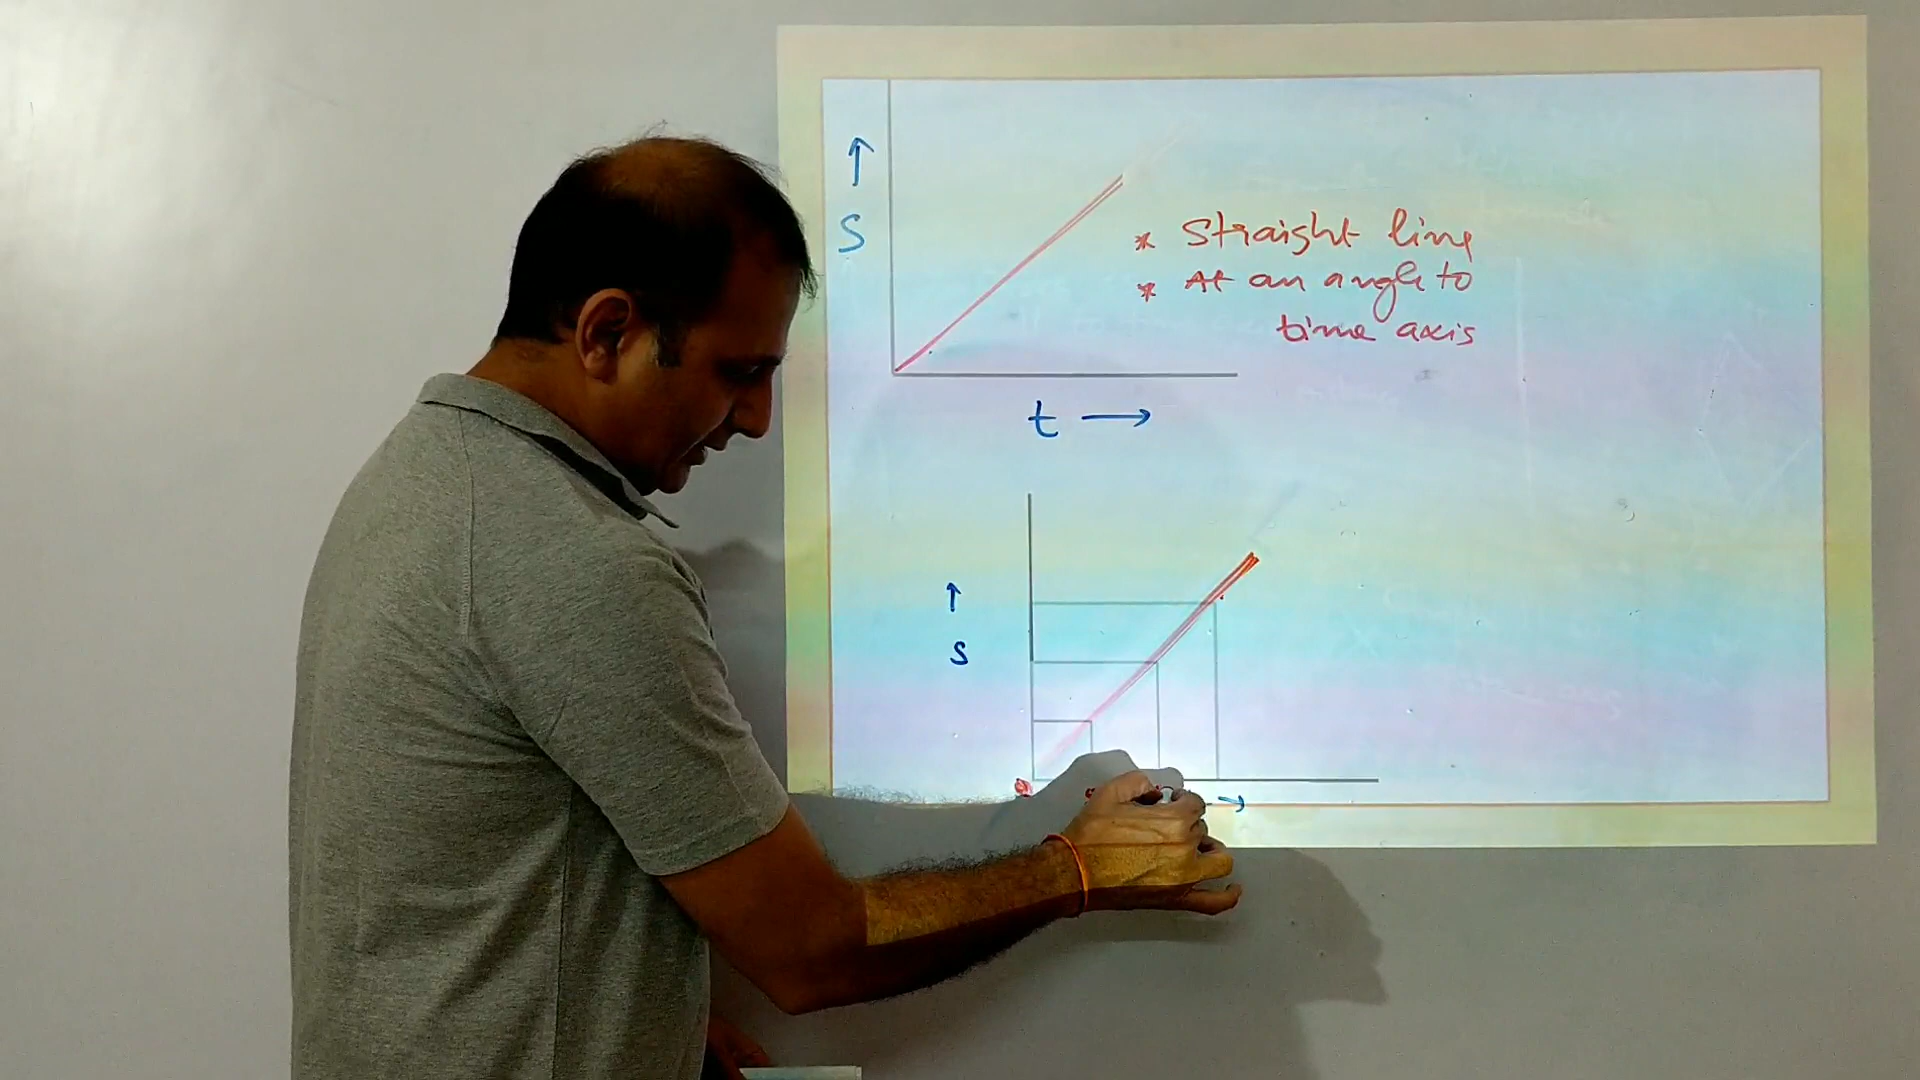 ↑
S
* Straight line
* At an angle to
time axis
t →
↑
s
→